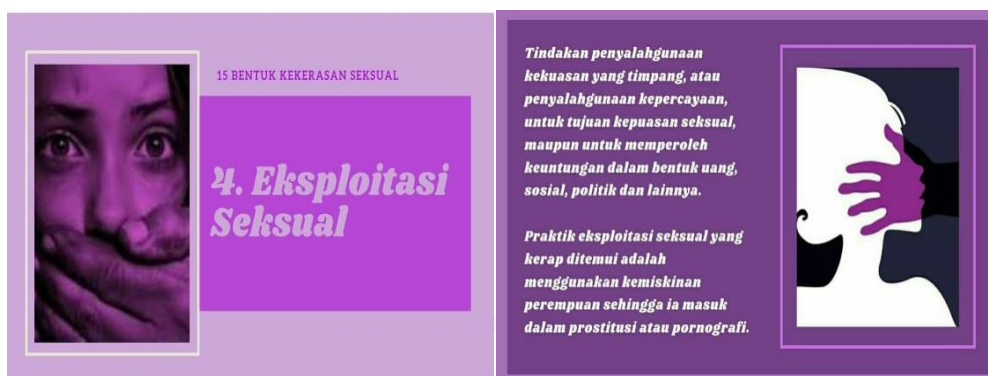 15 BENTUK KEKERASAN SEKSUAL
4. Eksploitasi
Seksual
Tindakan penyalahgunaan
kekuasan yang timpang, atau
penyalahgunaan kepercayaan,
untuk tujuan kepuasan seksual,
maupun untuk memperoleh
keuntungan dalam bentuk uang,
sosial, politik dan lainnya.
Praktik eksploitasi seksual yang
kerap ditemui adalah
menggunakan kemiskinan
perempuan sehingga ia masuk
dalam prostitusi atau pornografi.